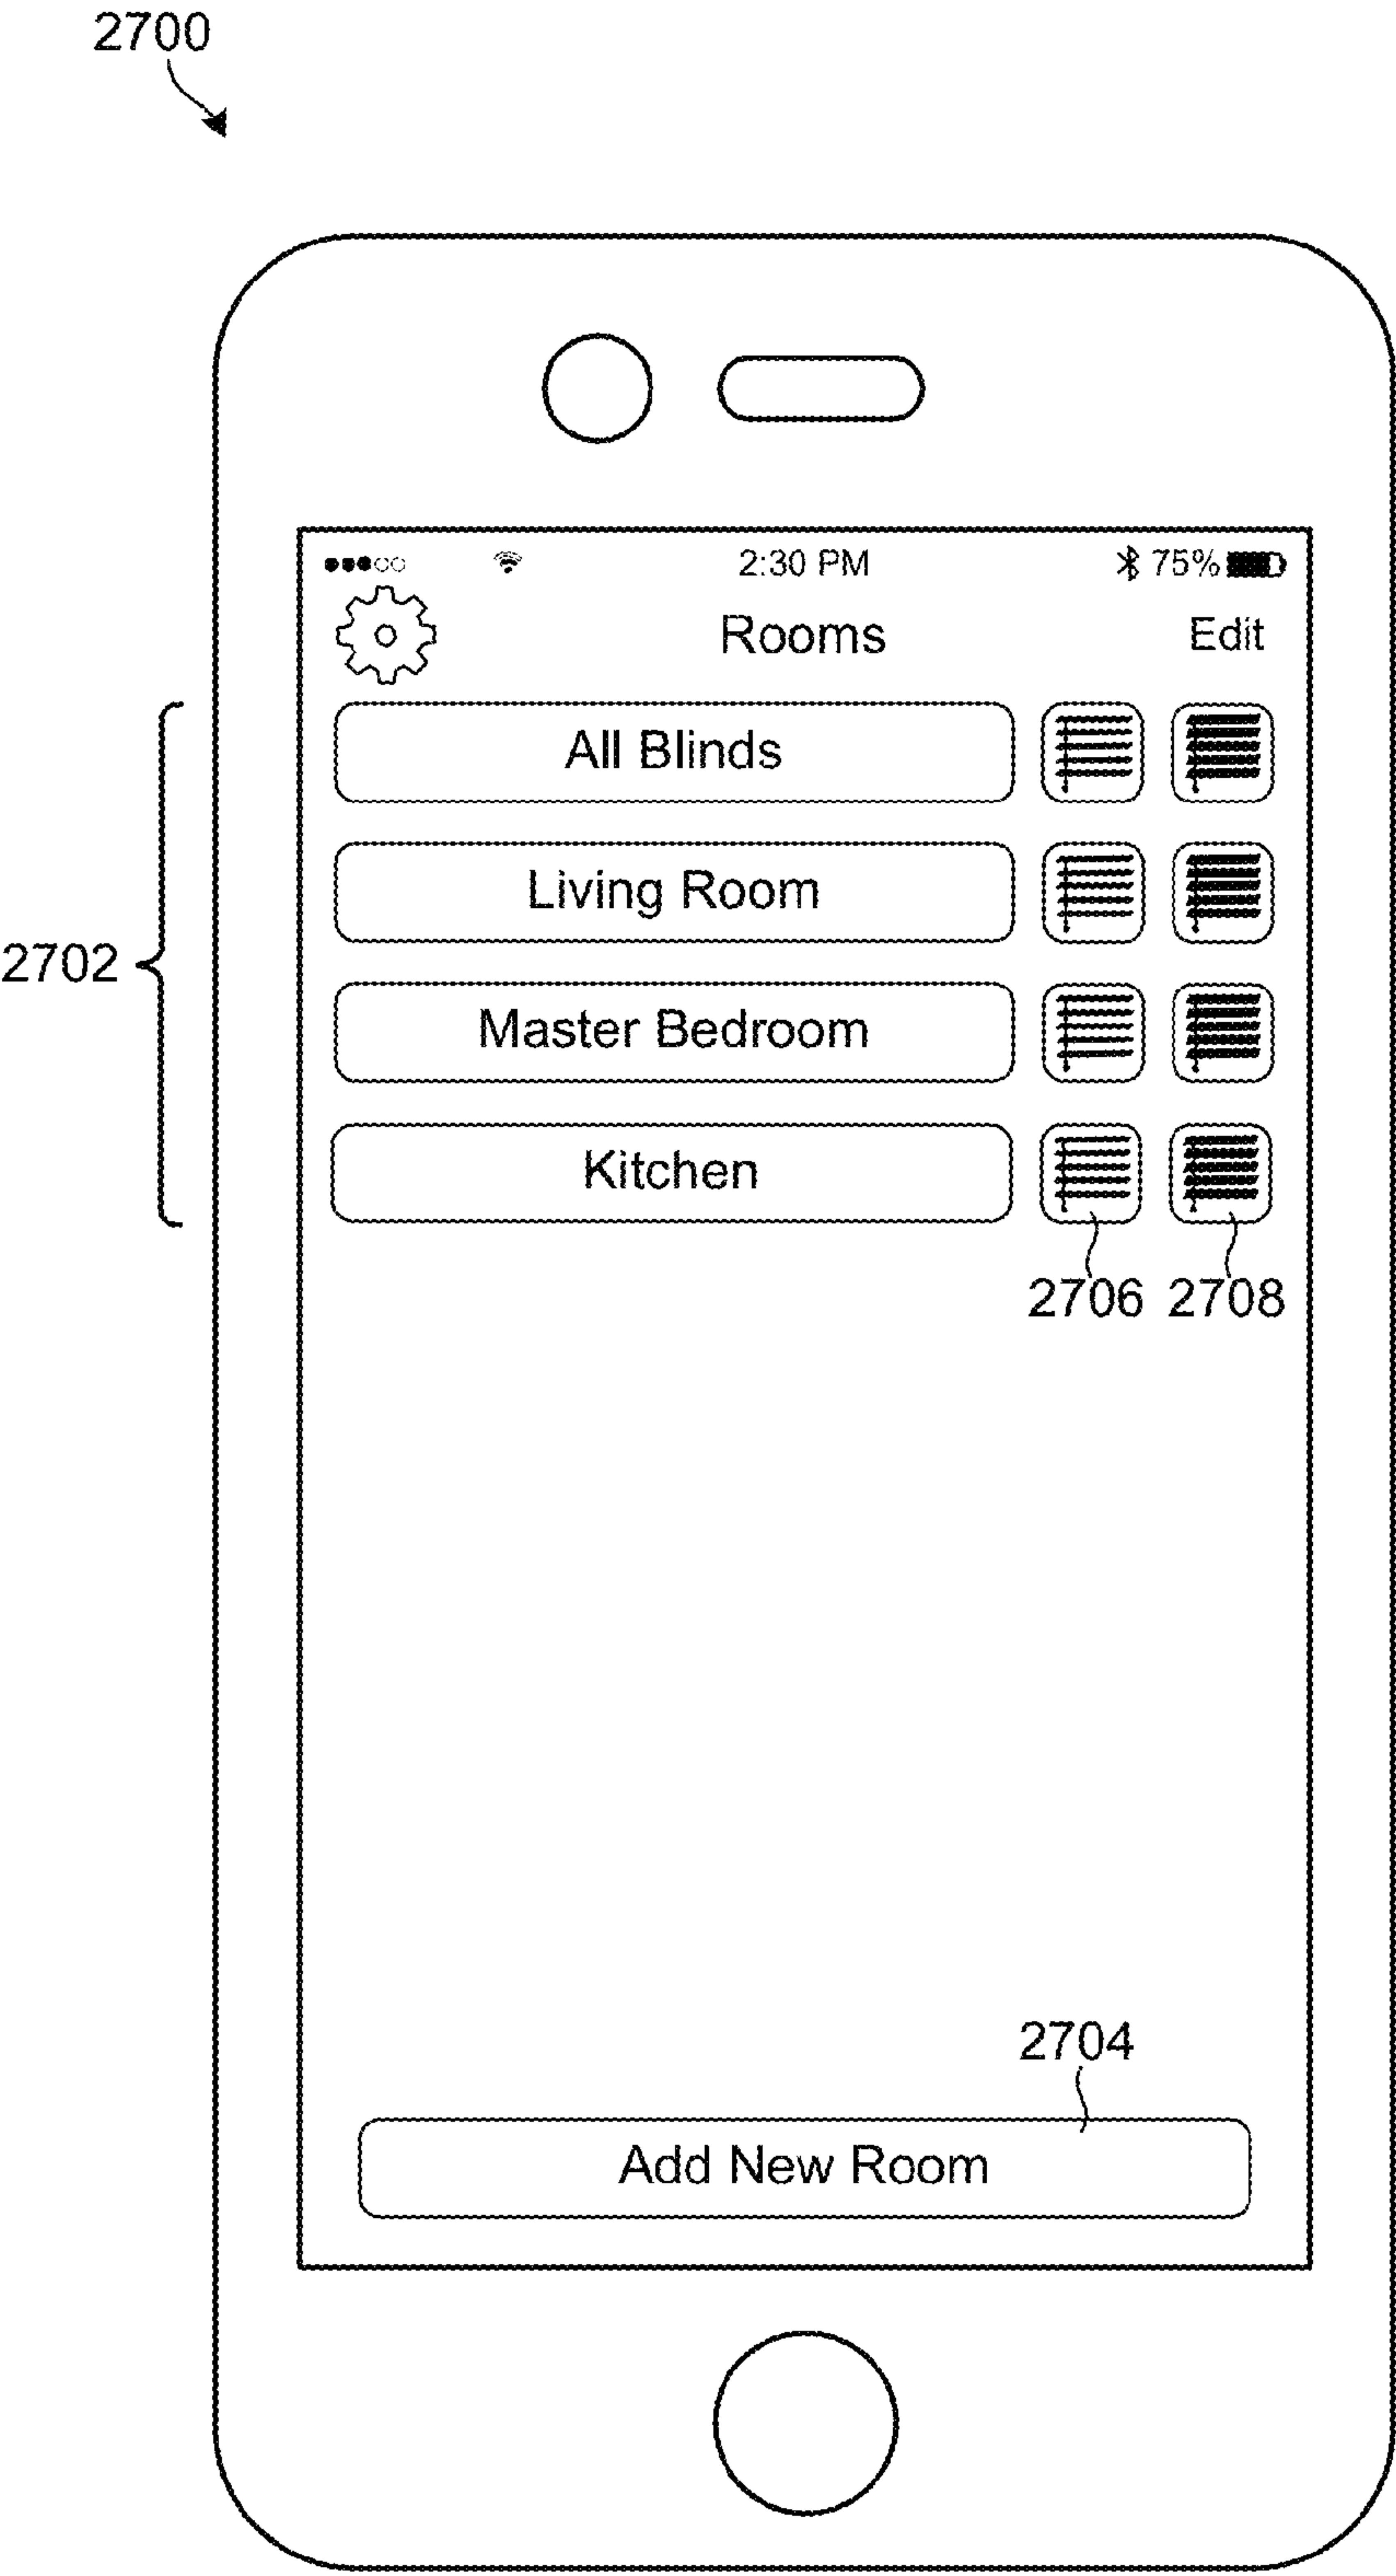 2700
2:30 PM
75%
Rooms
Edit
All Blinds
Living Room
2702
Master Bedroom
Kitchen
2706
2708
2704
Add New Room